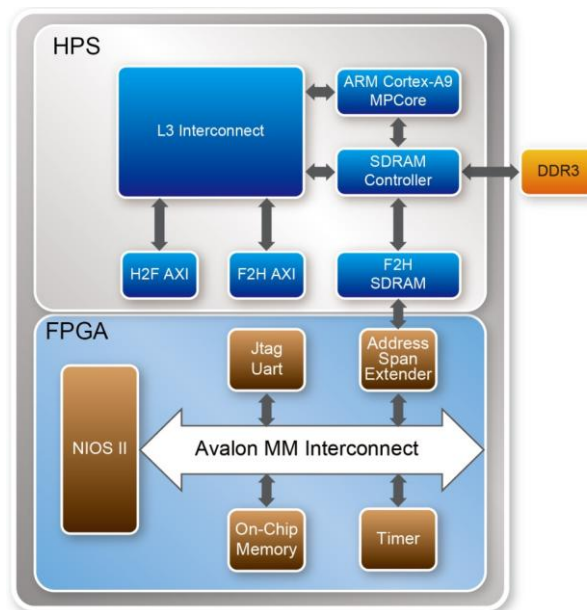 HPS
L3 Interconnect
ARM Cortex-A9
MPCore
SDRAM
Controller
DDR3
H2F AXI
F2H AXI
F2H
SDRAM
FPGA
Jtag
Uart
Address
Span
Extender
NIOS II
Avalon MM Interconnect
On-Chip
Memory
Timer